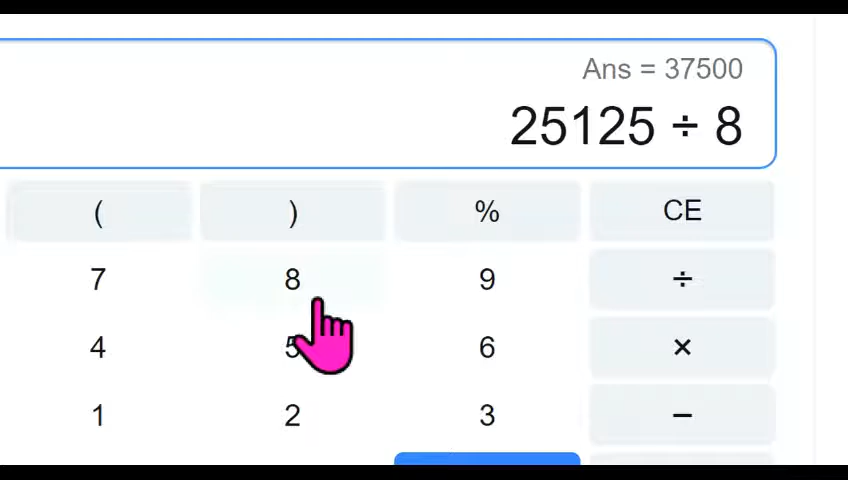 Ans = 37500
25125 ÷ 8
( ) % CE
7 8 9 ÷
4 5 6 ×
1 2 3 −